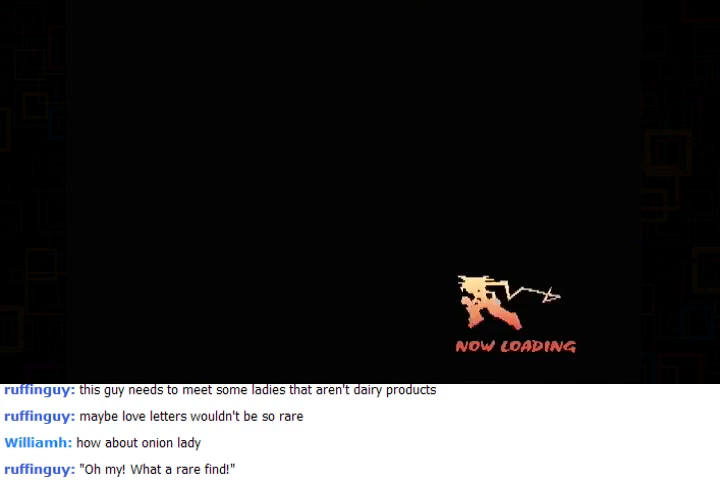 NOW LOADING
ruffinguy: this guy needs to meet some ladies that aren't dairy products
ruffinguy: maybe love letters wouldn't be so rare
Williamh: how about onion lady
ruffinguy: "Oh my! What a rare find!"